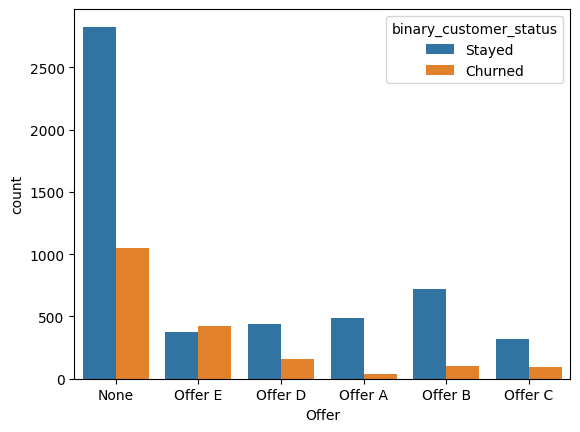 binary_customer_status
Stayed
Churned
count
2500
2000
1500
1000
500
0
None Offer E Offer D Offer A Offer B Offer C
Offer